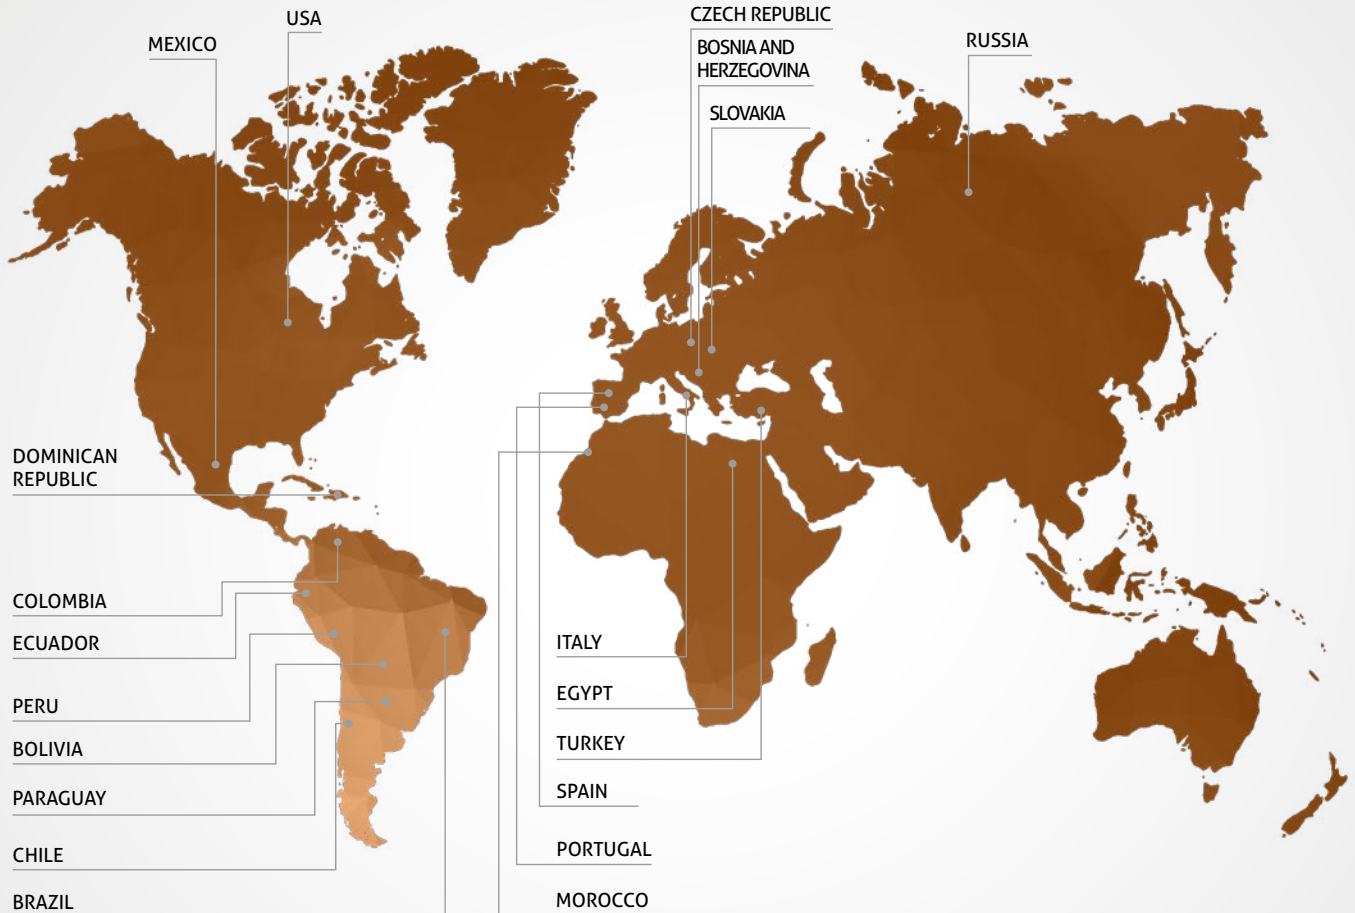 USA
MEXICO
CZECH REPUBLIC
BOSNIA AND
HERZEGOVINA
RUSSIA
SLOVAKIA
DOMINICAN
REPUBLIC
COLOMBIA
ECUADOR
PERU
BOLIVIA
PARAGUAY
CHILE
BRAZIL
ITALY
EGYPT
TURKEY
SPAIN
PORTUGAL
MOROCCO